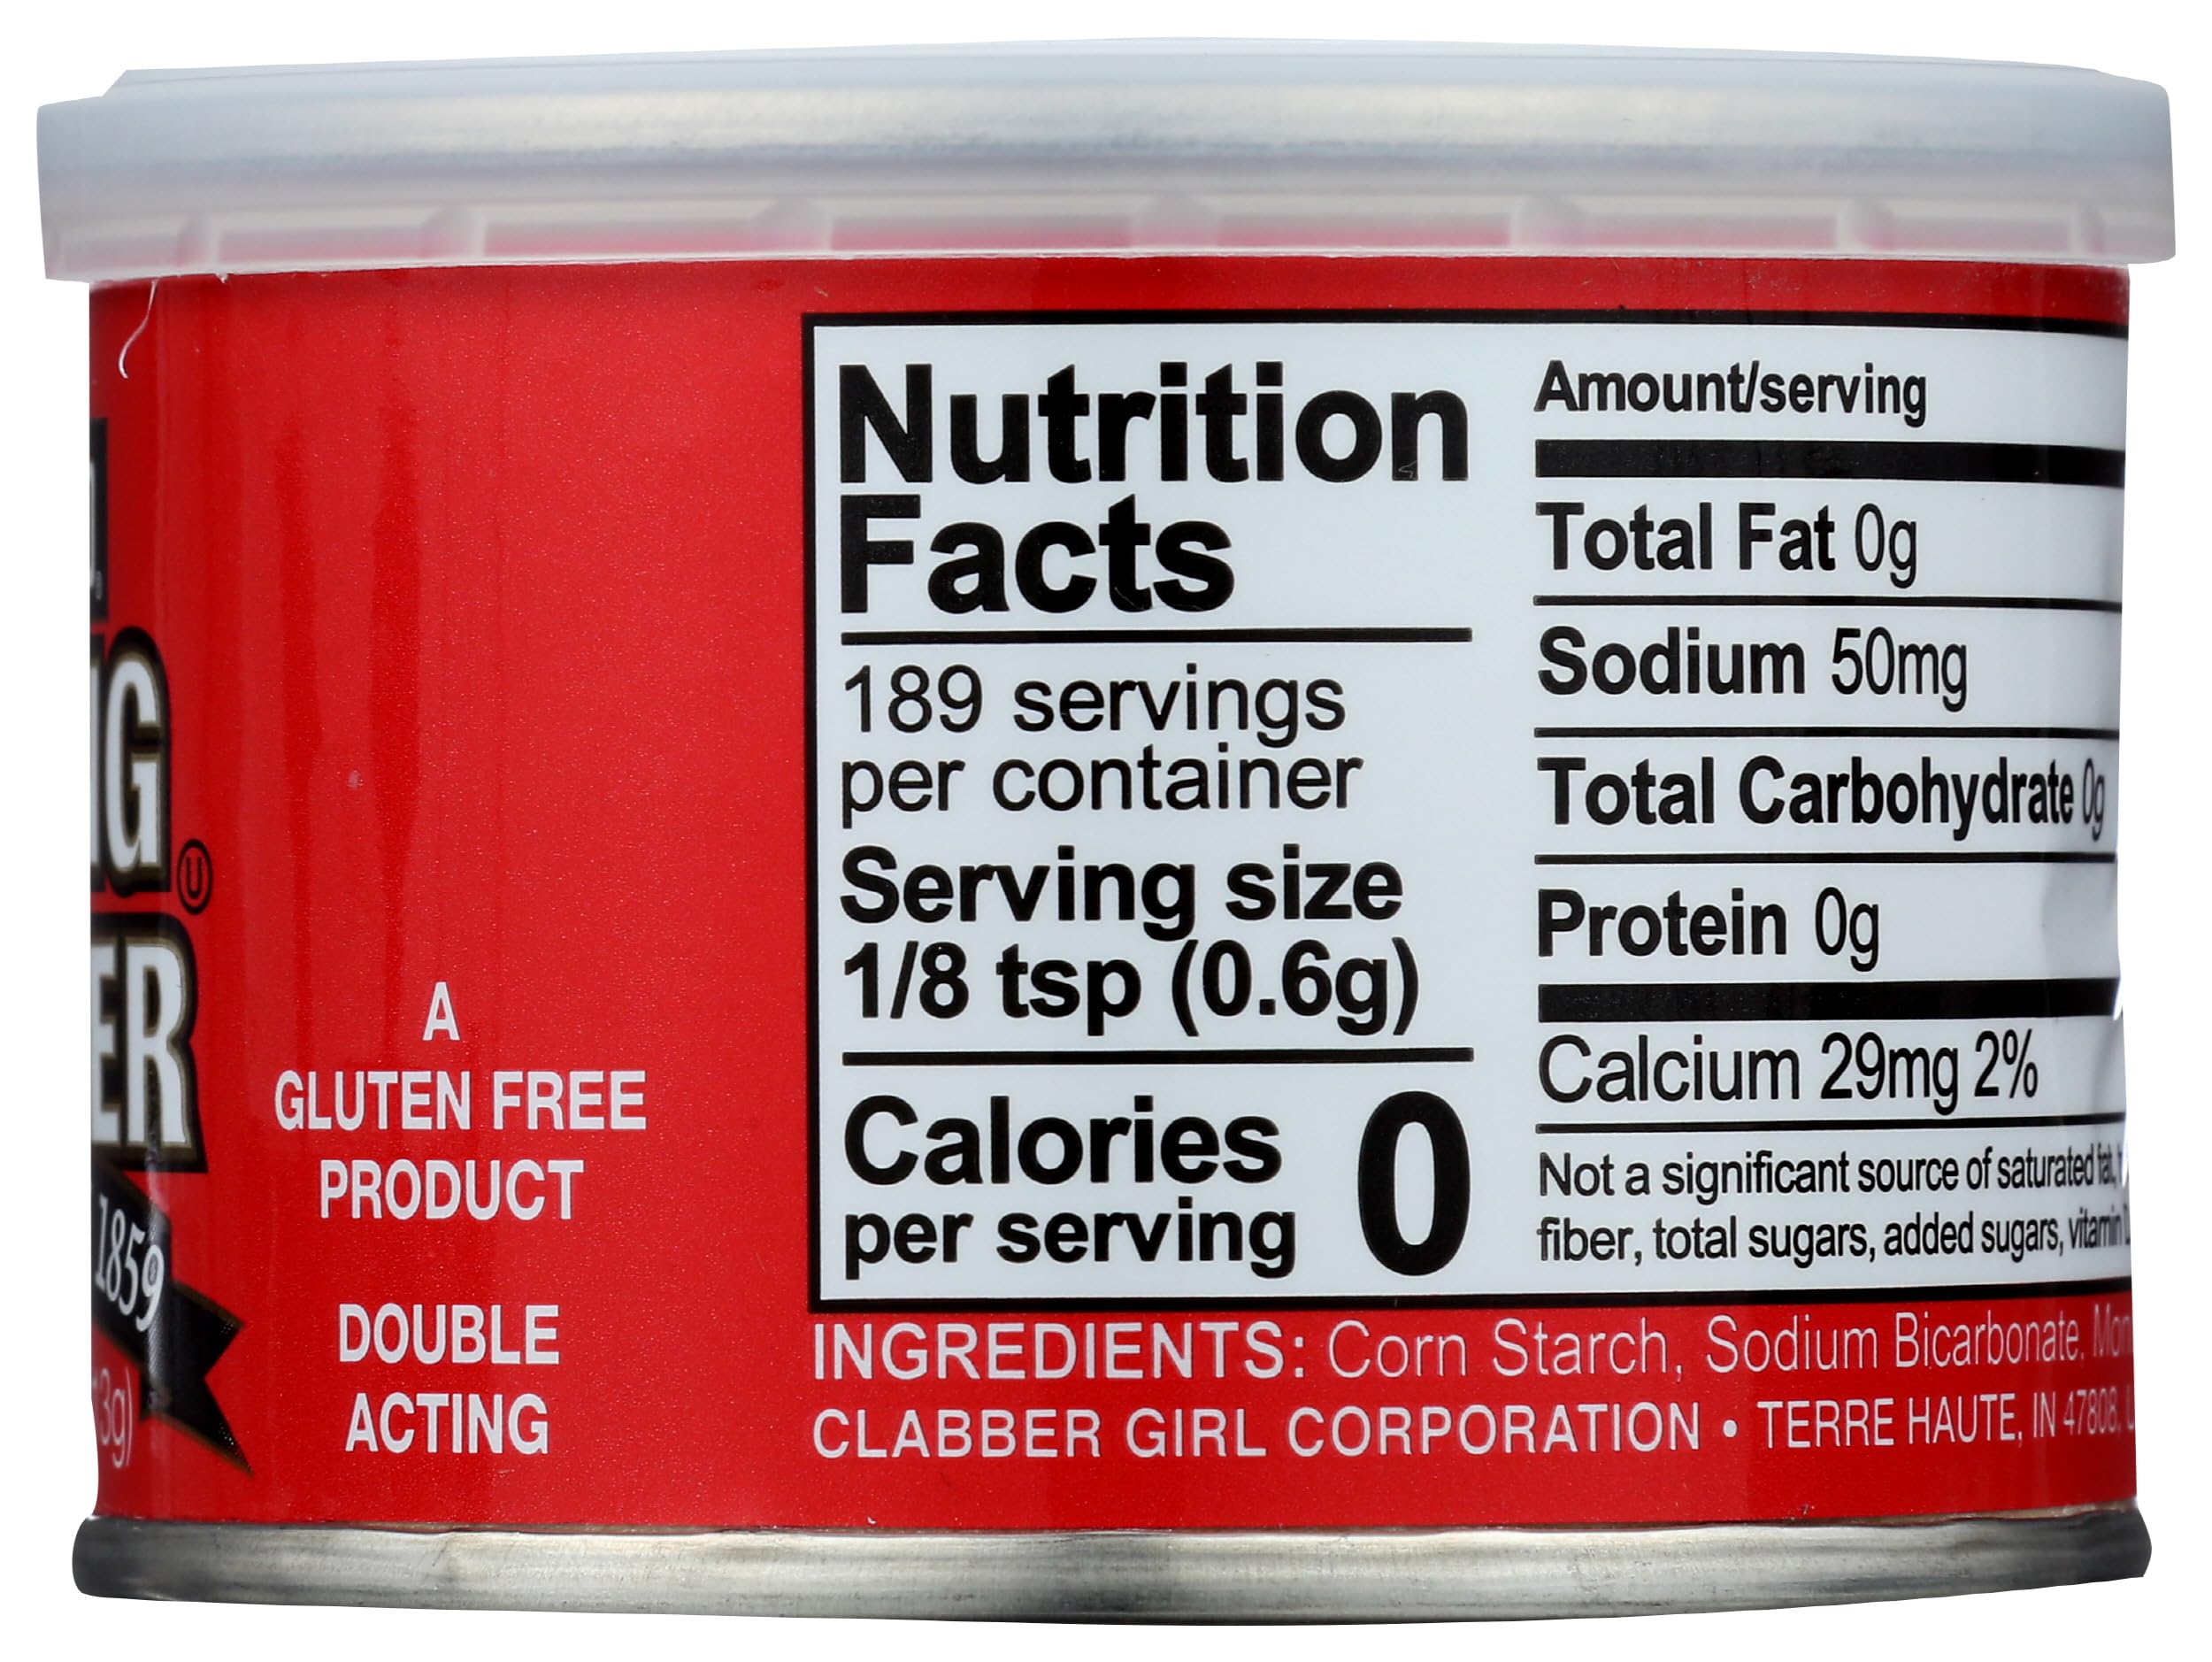 1859
3g)
A
GLUTEN FREE
PRODUCT
DOUBLE
ACTING
Nutrition
Facts
189 servings
per container
Serving size
1/8 tsp (0.6g)
Calories
per serving 0
Amount/serving
Total Fat 0g
Sodium 50mg
Total Carbohydrate 0g
Protein 0g
Calcium 29mg 2%
Not a significant source of saturated fat,
fiber, total sugars, added sugars, vitamin
INGREDIENTS: Corn Starch, Sodium Bicarbonate,
CLABBER GIRL CORPORATION • TERRE HAUTE, IN 47808,